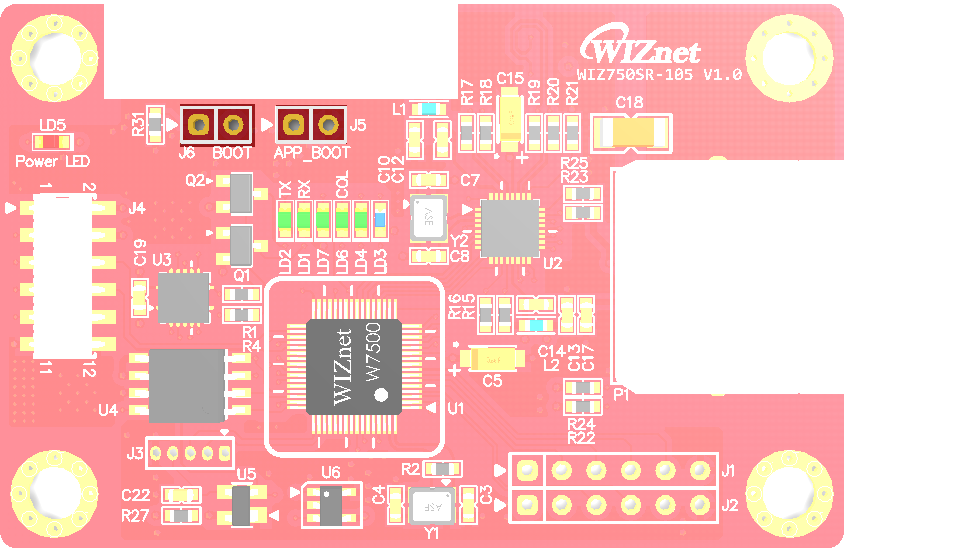 WIZnet
WIZ750SR-105 V1.0
R17
R18
C15
R19
R20
R21
C18
L1
R31
J6
BOOT
J5
APP_BOOT
LD5
Power LED
C10
C12
R25
R23
Q2
TX
RX
COL
C7
1
2
J4
ASE
Y2
C8
U2
C19
U3
Q1
LD2
LD1
LD7
LD6
LD4
LD3
R16
R15
R1
R4
WIZnet
W7500
C14
L2
C13
C17
C5
11
12
U4
U1
P1
R24
R22
J3
U5
U6
R2
J1
C22
C4
ASE
C3
J2
R27
Y1